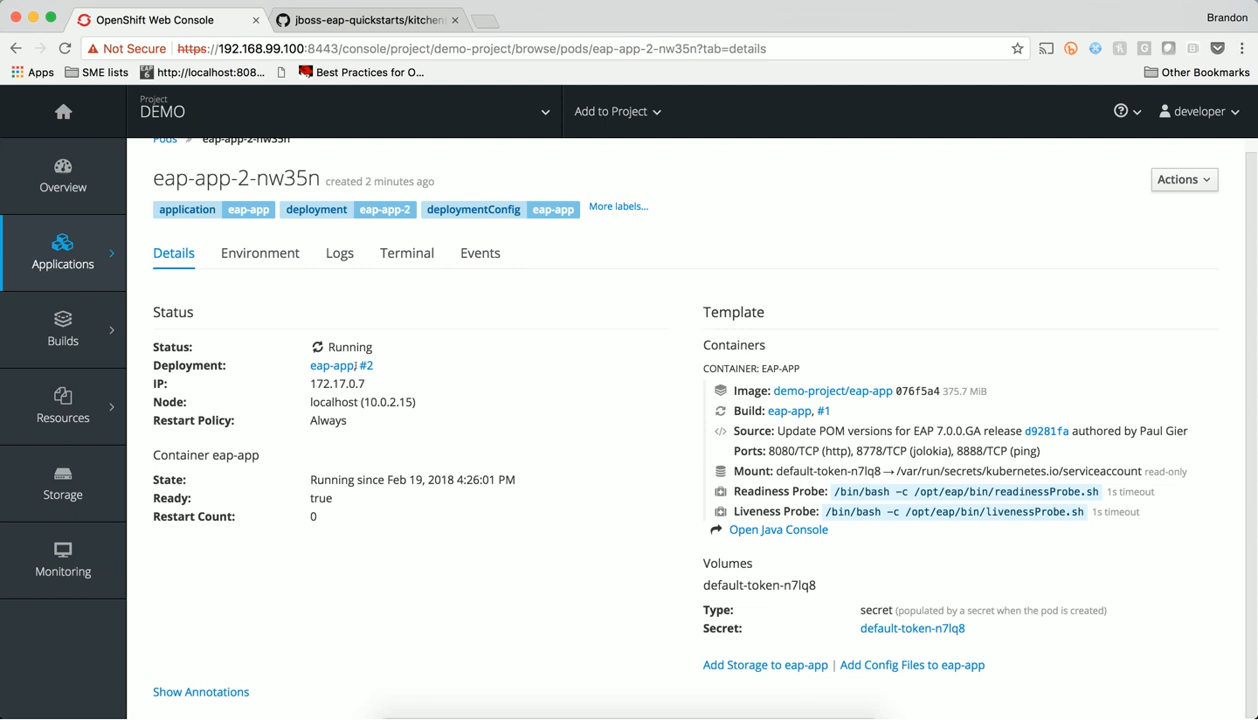 OpenShift Web Console
jboss-eap-quickstarts/kitchen
Brandon
Not Secure https://192.168.99.100:8443/console/project/demo-project/browse/pods/eap-app-2-nw35n?tab=details
Apps SME lists http://localhost:808... Best Practices for O... Other Bookmarks
Project
DEMO
Add to Project
developer
Pods » eap-app-2-nw35n
eap-app-2-nw35n created 2 minutes ago
Actions
application eap-app deployment eap-app-2 deploymentConfig eap-app More labels...
Overview
Applications
Builds
Resources
Storage
Monitoring
Details Environment Logs Terminal Events
Status
Status: Running
Deployment: eap-app, #2
IP: 172.17.0.7
Node: localhost (10.0.2.15)
Restart Policy: Always
Container eap-app
State: Running since Feb 19, 2018 4:26:01 PM
Ready: true
Restart Count: 0
Show Annotations
Template
Containers
CONTAINER: EAP-APP
Image: demo-project/eap-app 076f5a4 375.7 MiB
Build: eap-app, #1
Source: Update POM versions for EAP 7.0.0.GA release d9281fa authored by Paul Gier
Ports: 8080/TCP (http), 8778/TCP (jolokia), 8888/TCP (ping)
Mount: default-token-n7lq8 → /var/run/secrets/kubernetes.io/serviceaccount read-only
Readiness Probe: /bin/bash -c /opt/eap/bin/readinessProbe.sh 1s timeout
Liveness Probe: /bin/bash -c /opt/eap/bin/livenessProbe.sh 1s timeout
Open Java Console
Volumes
default-token-n7lq8
Type: secret (populated by a secret when the pod is created)
Secret: default-token-n7lq8
Add Storage to eap-app | Add Config Files to eap-app